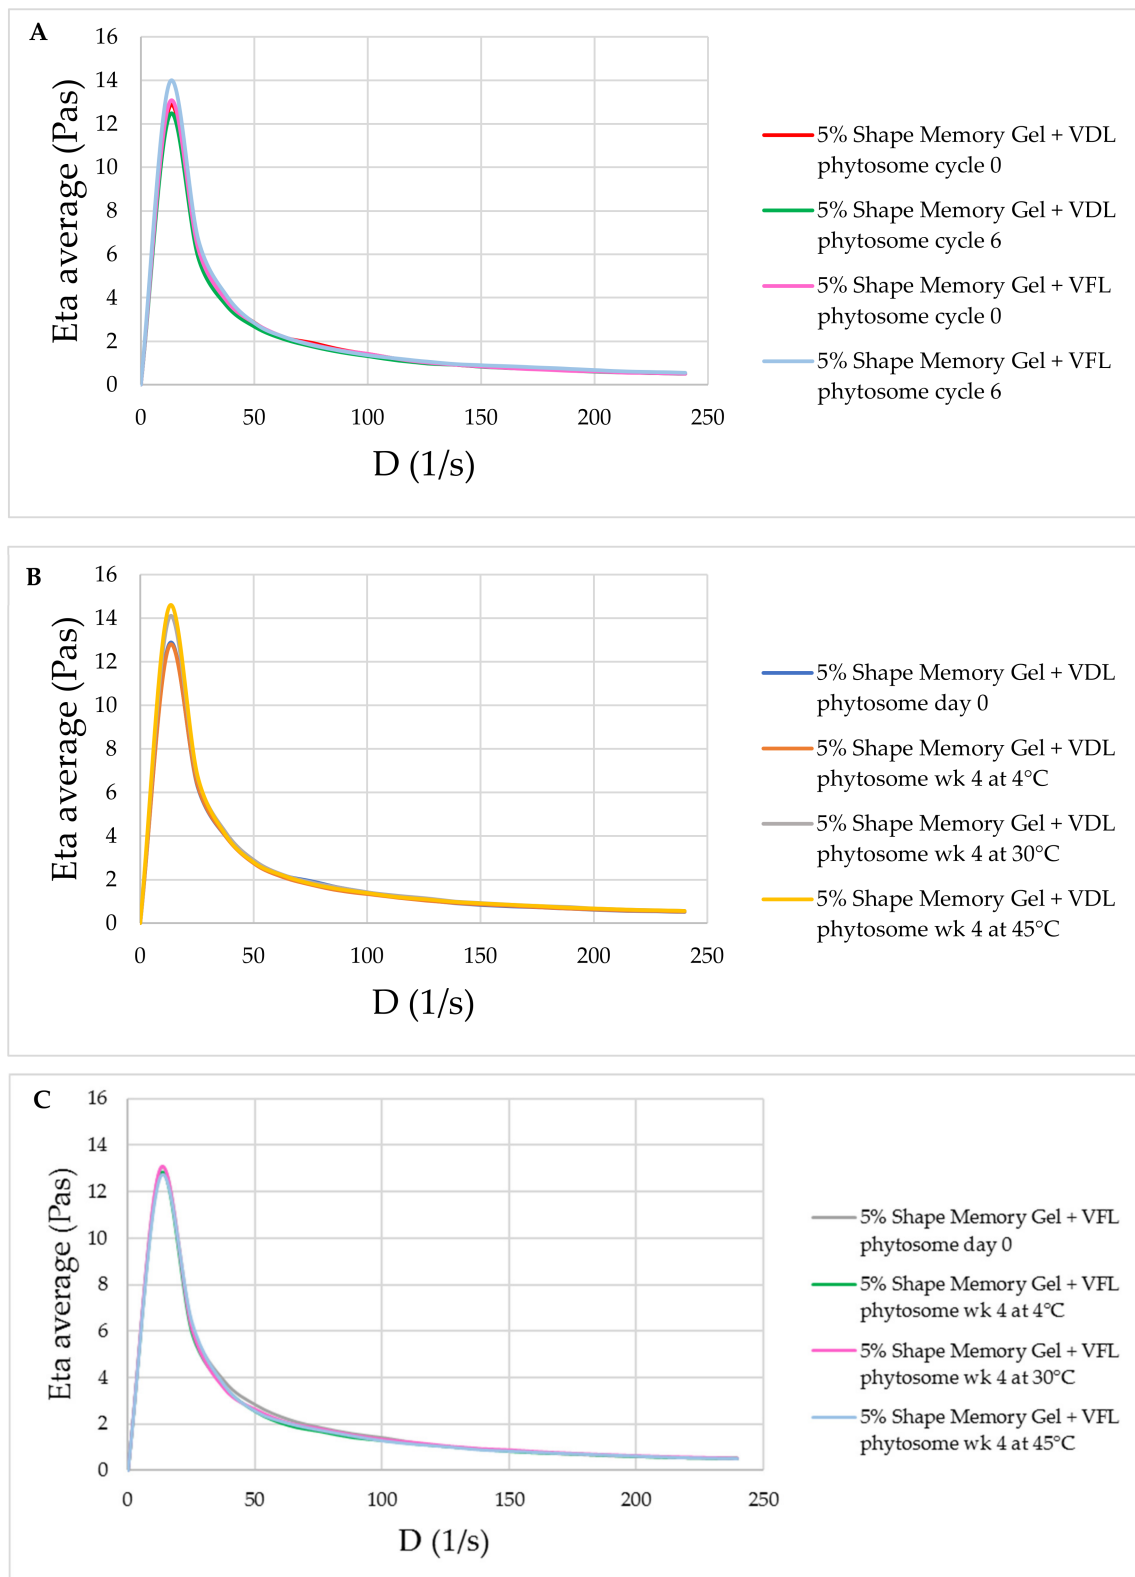 A
16
14
12
10
8
6
4
2
0
Eta average (Pas)
0 50 100 150 200 250
D (1/s)
5% Shape Memory Gel + VDL
phytosome cycle 0
5% Shape Memory Gel + VDL
phytosome cycle 6
5% Shape Memory Gel + VFL
phytosome cycle 0
5% Shape Memory Gel + VFL
phytosome cycle 6
B
16
14
12
10
8
6
4
2
0
Eta average (Pas)
0 50 100 150 200 250
D (1/s)
5% Shape Memory Gel + VDL
phytosome day 0
5% Shape Memory Gel + VDL
phytosome wk 4 at 4°C
5% Shape Memory Gel + VDL
phytosome wk 4 at 30°C
5% Shape Memory Gel + VDL
phytosome wk 4 at 45°C
C
16
14
12
10
8
6
4
2
0
Eta average (Pas)
0 50 100 150 200 250
D (1/s)
5% Shape Memory Gel + VFL
phytosome day 0
5% Shape Memory Gel + VFL
phytosome wk 4 at 4°C
5% Shape Memory Gel + VFL
phytosome wk 4 at 30°C
5% Shape Memory Gel + VFL
phytosome wk 4 at 45°C